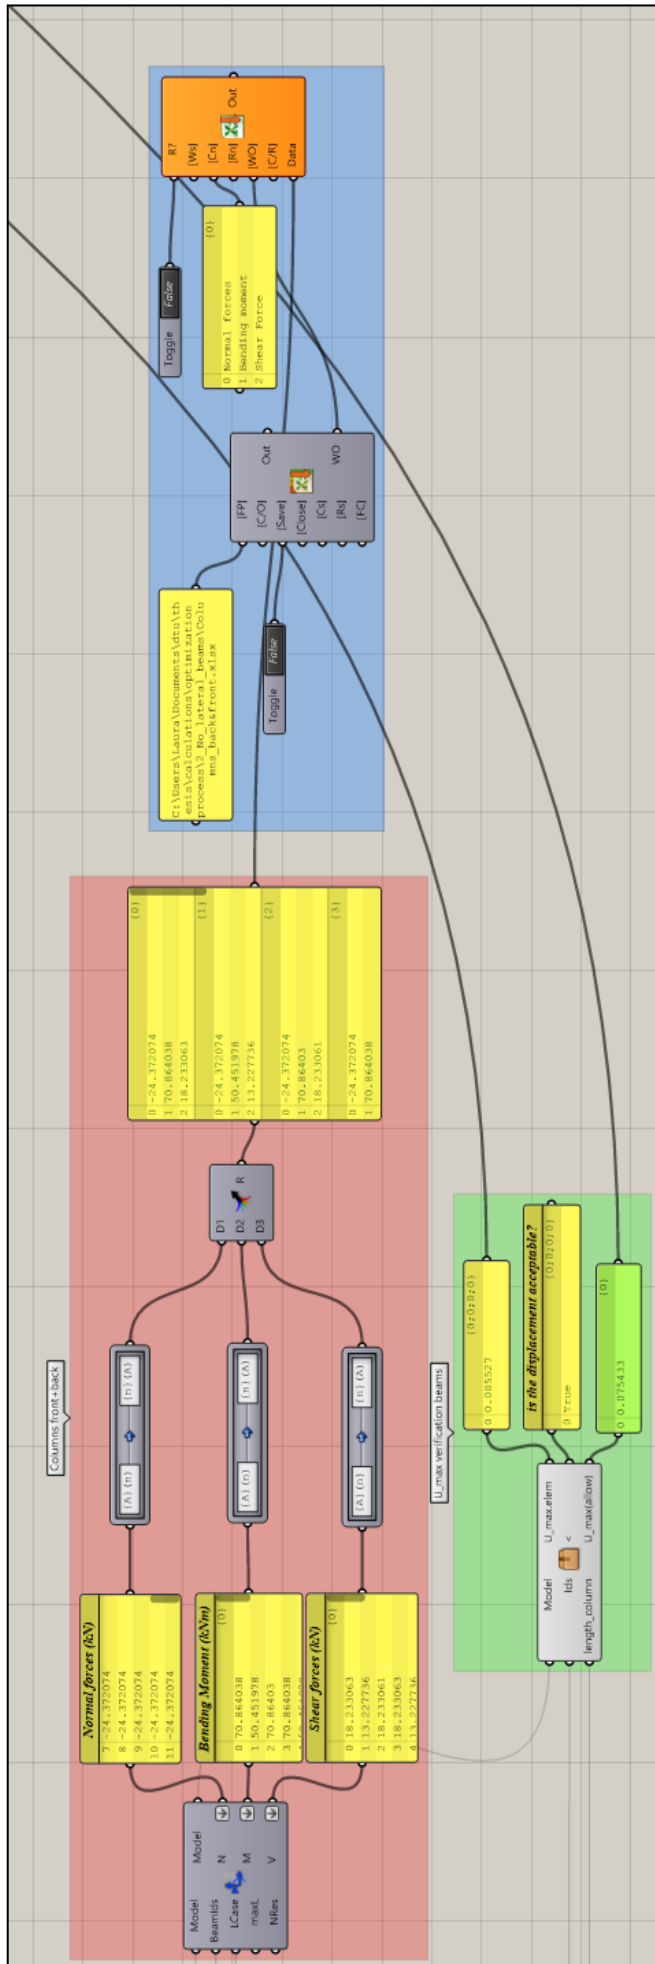 Columns front+back
Model
BeamIds
LCase
maxL
NRes
Model
N
M
V
Normal forces (kN)
7 -24.372074
8 -24.372074
9 -24.372074
10 -24.372074
11 -24.372074
Bending Moment (kNm)
{0}
0 70.864038
1 50.451978
2 70.86403
3 70.864038
Shear forces (kN)
{0}
0 18.233063
1 13.227736
2 18.233061
3 18.233063
4 13.227736
{A}{n}
{n}{A}
{A}{n}
{n}{A}
{A}{n}
{n}{A}
D1
D2
D3
R
{0}
0 -24.372074
1 70.864038
2 18.233063
{1}
0 -24.372074
1 50.451978
2 13.227736
{2}
0 -24.372074
1 70.86403
2 18.233061
{3}
0 -24.372074
1 70.864038
C:\Users\Laura\Documents\dtu\th
esis\calculations\optimization
process\2_No_lateral_beams\Colu
mns_back&front.xlsx
Toggle
False
[FP]
[C/O]
[Save]
[Close]
[Cs]
[Rs]
[FC]
Out
WO
Toggle
False
{0}
0 Normal forces
1 Bending moment
2 Shear Force
R?
[Ws]
[Cn]
[Rn]
[WO]
[C/R]
Data
Out
U_max verification beams
Model
Ids
length_column
U_max.elem
<
U_max(allow)
{0;0;0;0}
0 0.005527
is the displacement acceptable?
{0;0;0;0}
0 True
{0}
0 0.075433